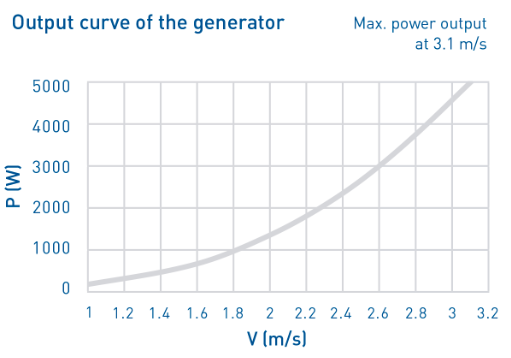 Output curve of the generator
Max. power output
at 3.1 m/s
P (W)
5000
4000
3000
2000
1000
0
1 1.2 1.4 1.6 1.8 2 2.2 2.4 2.6 2.8 3 3.2
V (m/s)